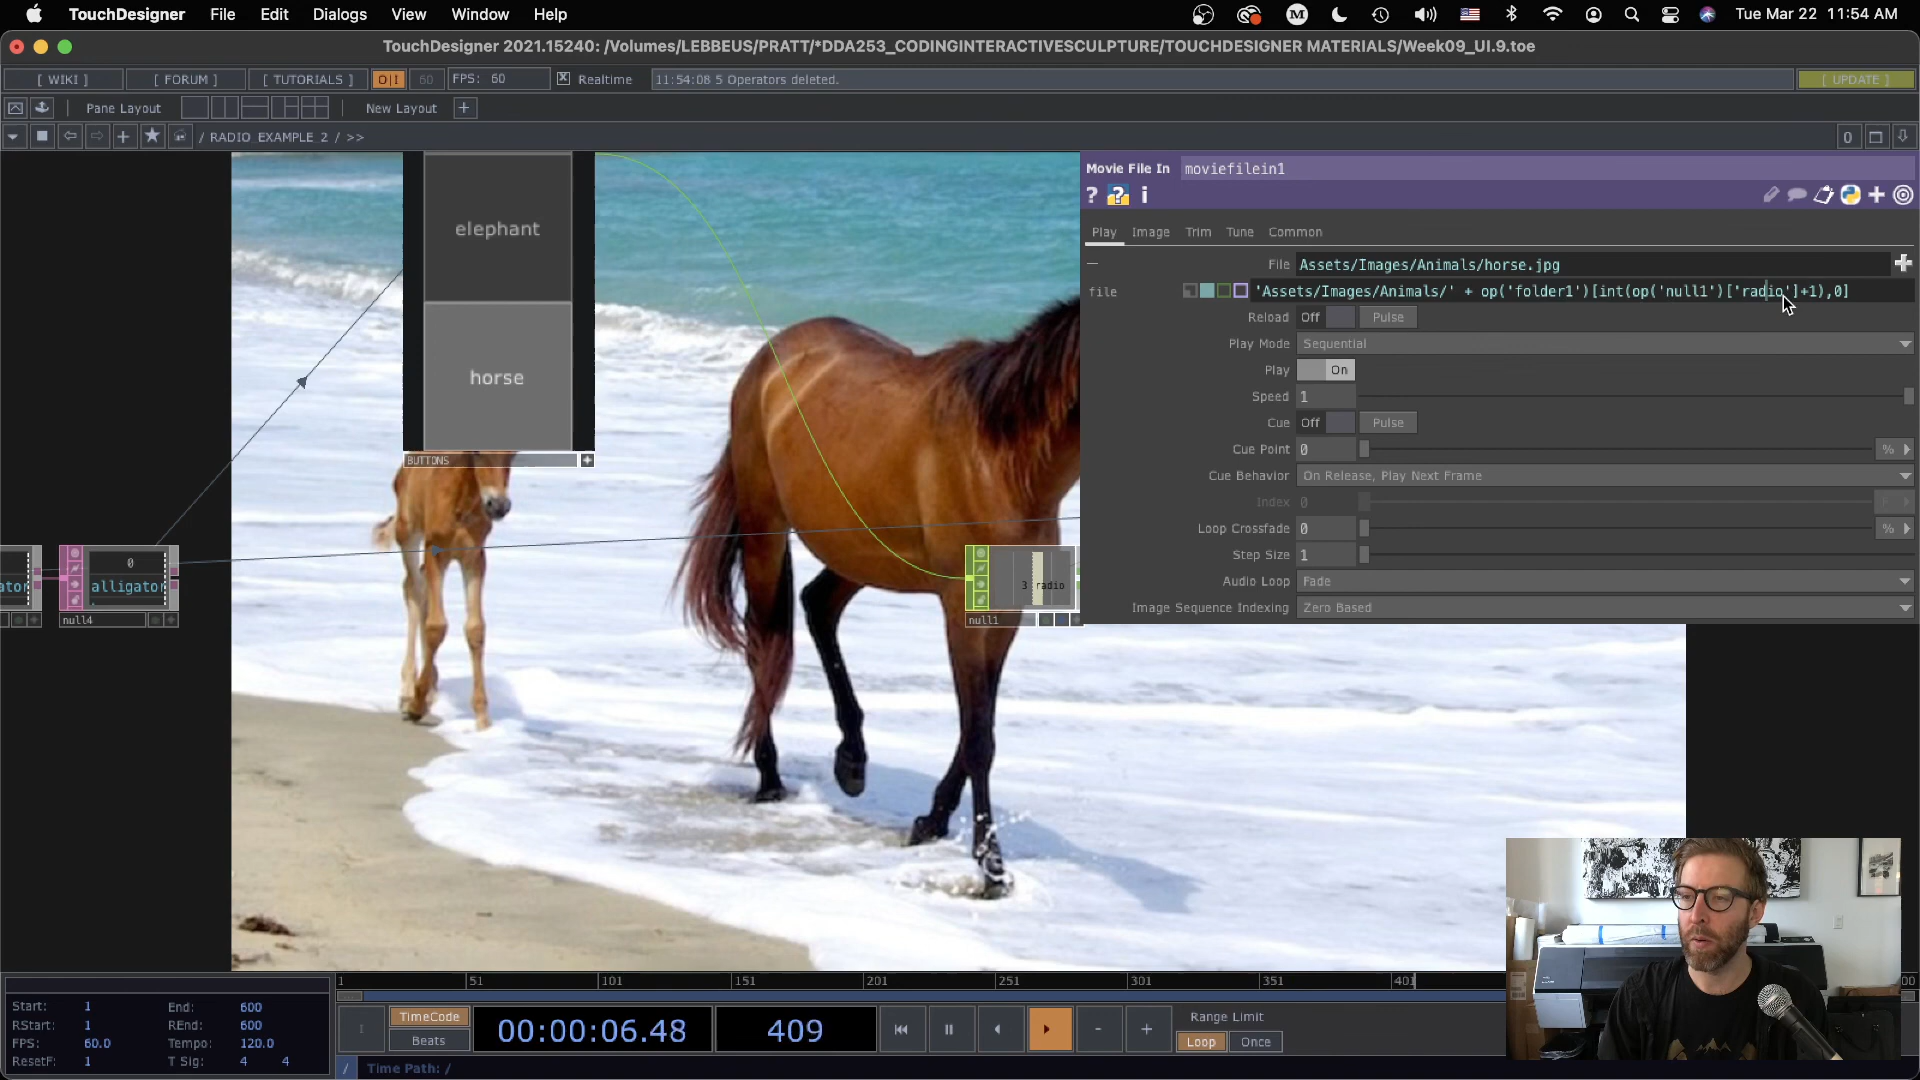 TouchDesigner File Edit Dialogs View Window Help Tue Mar 22 11:54 AM
TouchDesigner 2021.15240: /Volumes/LEBBEUS/PRATT/*DDA253_CODINGINTERACTIVESCULPTURE/TOUCHDESIGNER MATERIALS/Week09_UI.9.toe
[ WIKI ] [ FORUM ] [ TUTORIALS ] O|I 60 FPS: 60 Realtime 11:54:08 5 Operators deleted. [ UPDATE ]
Pane Layout New Layout +
/ RADIO EXAMPLE 2 / >> 0
Movie File In moviefilein1
Play Image Trim Tune Common
File Assets/Images/Animals/horse.jpg
file 'Assets/Images/Animals/' + op('folder1')[int(op('null1')['radio']+1),0]
Reload Off Pulse
Play Mode Sequential
Play On
Speed 1
Cue Off Pulse
Cue Point 0 %
Cue Behavior On Release, Play Next Frame
Index 0
Loop Crossfade 0 %
Step Size 1
Audio Loop Fade
Image Sequence Indexing Zero Based
elephant
horse
BUTTONS
ator
0
alligator
null4
3 radio
null1
1 51 101 151 201 251 301 351 401 00
Start: 1 End: 600
RStart: 1 REnd: 600
FPS: 60.0 Tempo: 120.0
ResetF: 1 T Sig: 4 4
TimeCode
Beats
00:00:06.48 409
Range Limit
Loop Once
/ Time Path: /